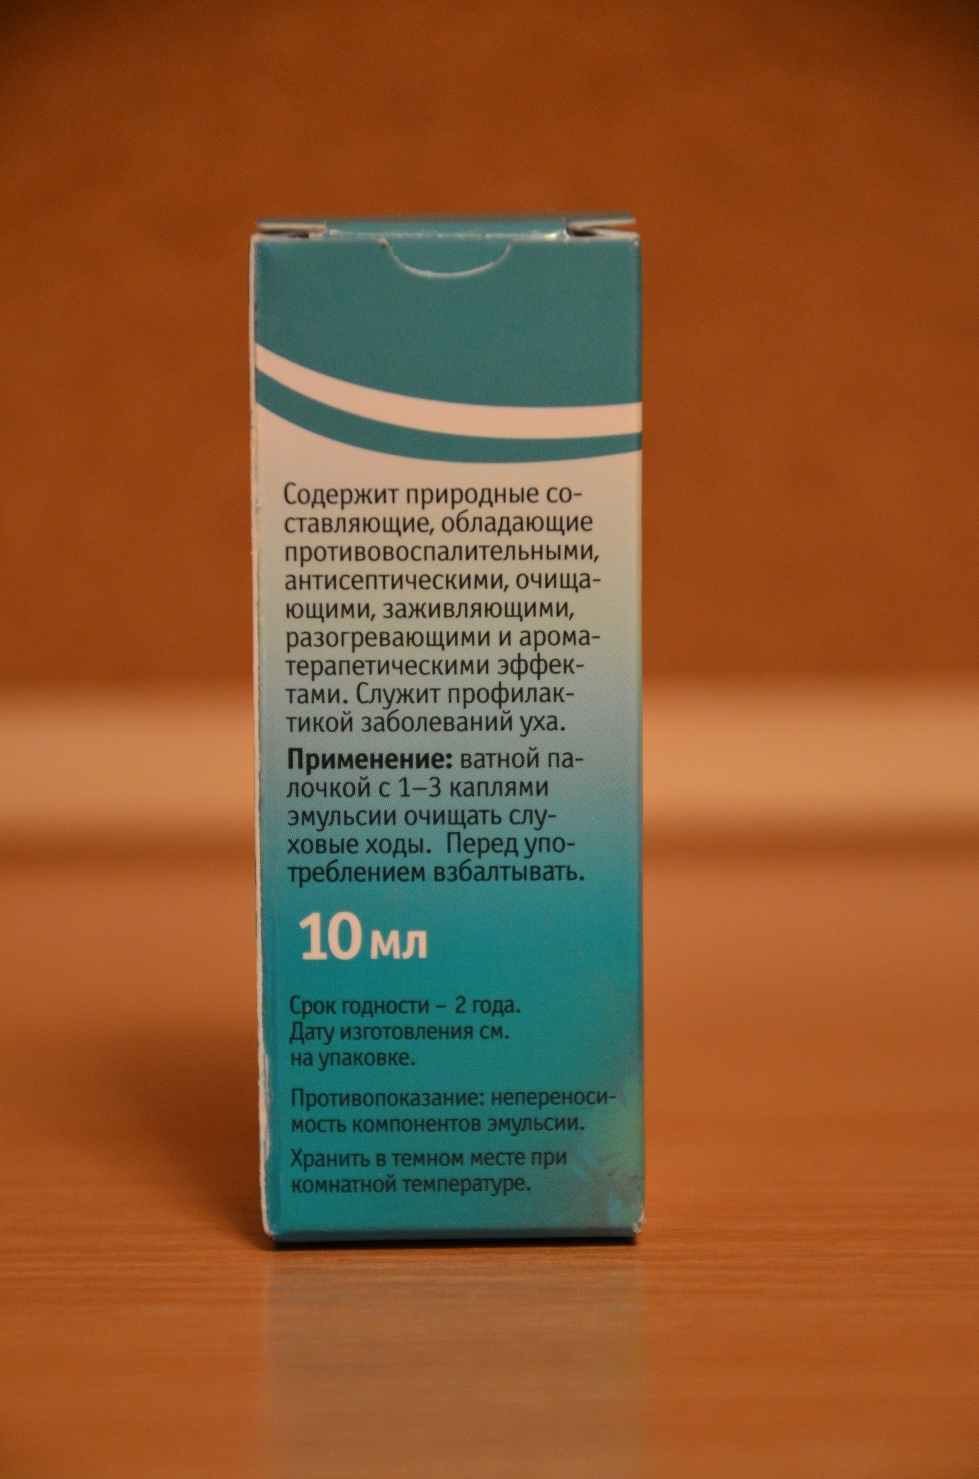 Содержит природные со-
ставляющие, обладающие
противовоспалительными,
антисептическими, очища-
ющими, заживляющими,
разогревающими и арома-
терапетическими эффек-
тами. Служит профилак-
тикой заболеваний уха.
Применение: ватной па-
лочкой с 1–3 каплями
эмульсии очищать слу-
ховые ходы. Перед упо-
треблением взбалтывать.
10 мл
Срок годности – 2 года.
Дату изготовления см.
на упаковке.
Противопоказание: непереноси-
мость компонентов эмульсии.
Хранить в темном месте при
комнатной температуре.